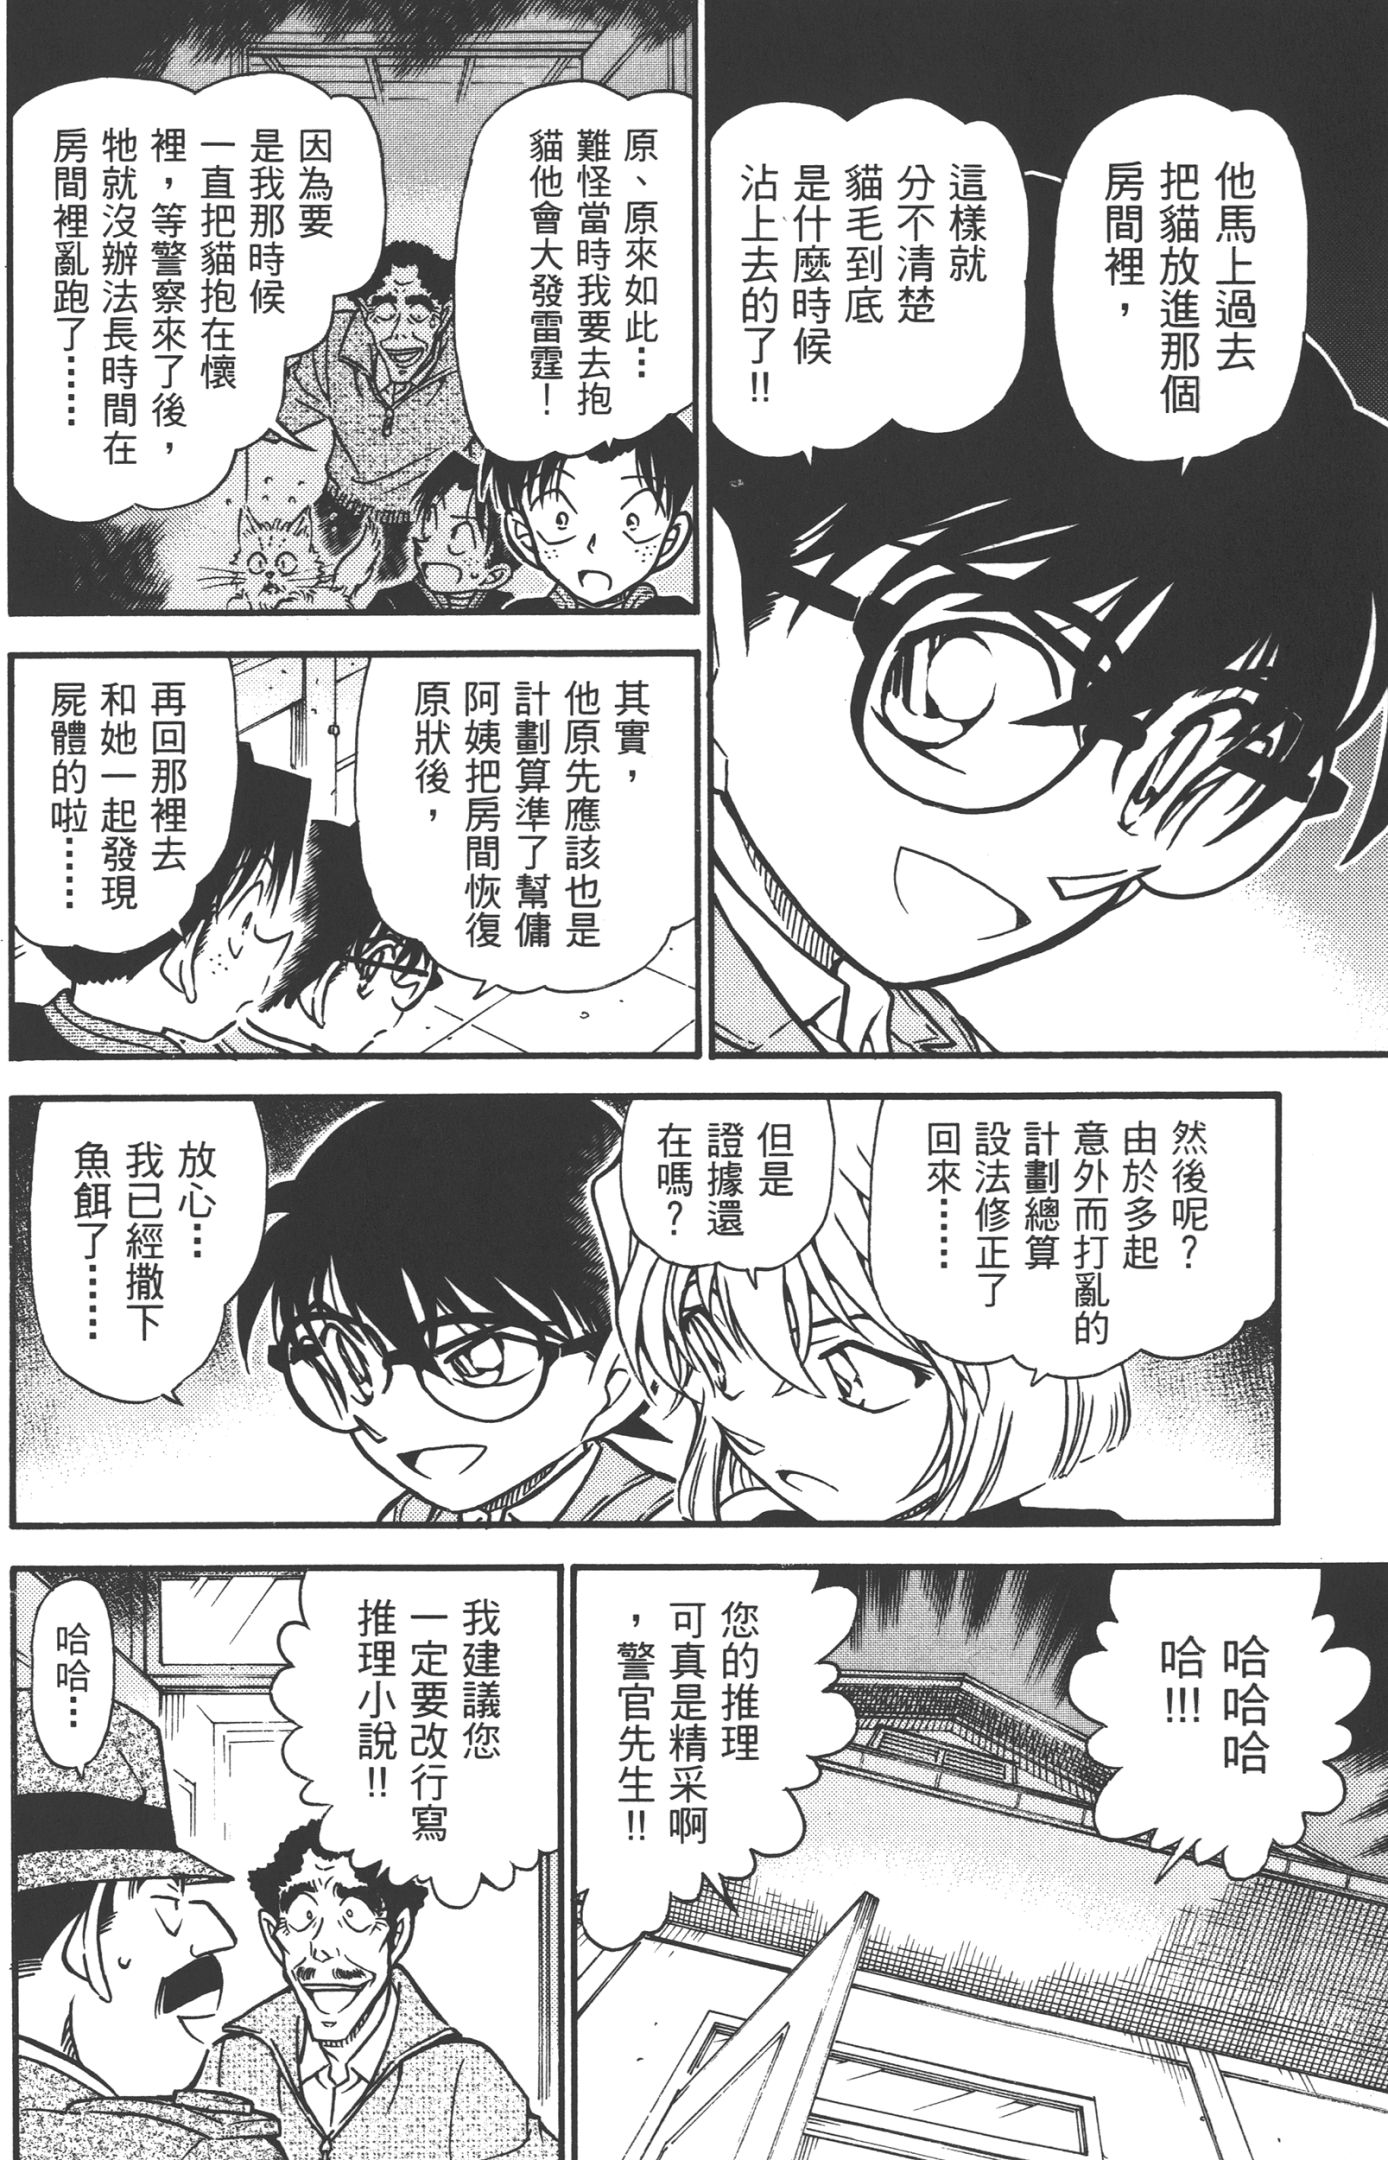 他馬上過去
把貓放進那個
房間裡，
這樣就
分不清楚
貓毛到底
是什麼時候
沾上去的了!!
原、原來如此…
難怪當時我要去抱
貓他會大發雷霆！
因為要
是我那時候
一直把貓抱在懷
裡，等警察來了後，
牠就沒辦法長時間在
房間裡亂跑了……
其實，
他原先應該也是
計劃算準了幫傭
阿姨把房間恢復
原狀後，
再回那裡去
和她一起發現
屍體的啦……
然後呢？
由於多起
意外而打亂的
計劃總算
設法修正了
回來……
但是
證據還
在嗎？
放心…
我已經撒下
魚餌了……
哈哈哈
哈!!!
您的推理
可真是精采啊
，警官先生!!
我建議您
一定要改行寫
推理小說!!
哈
哈…